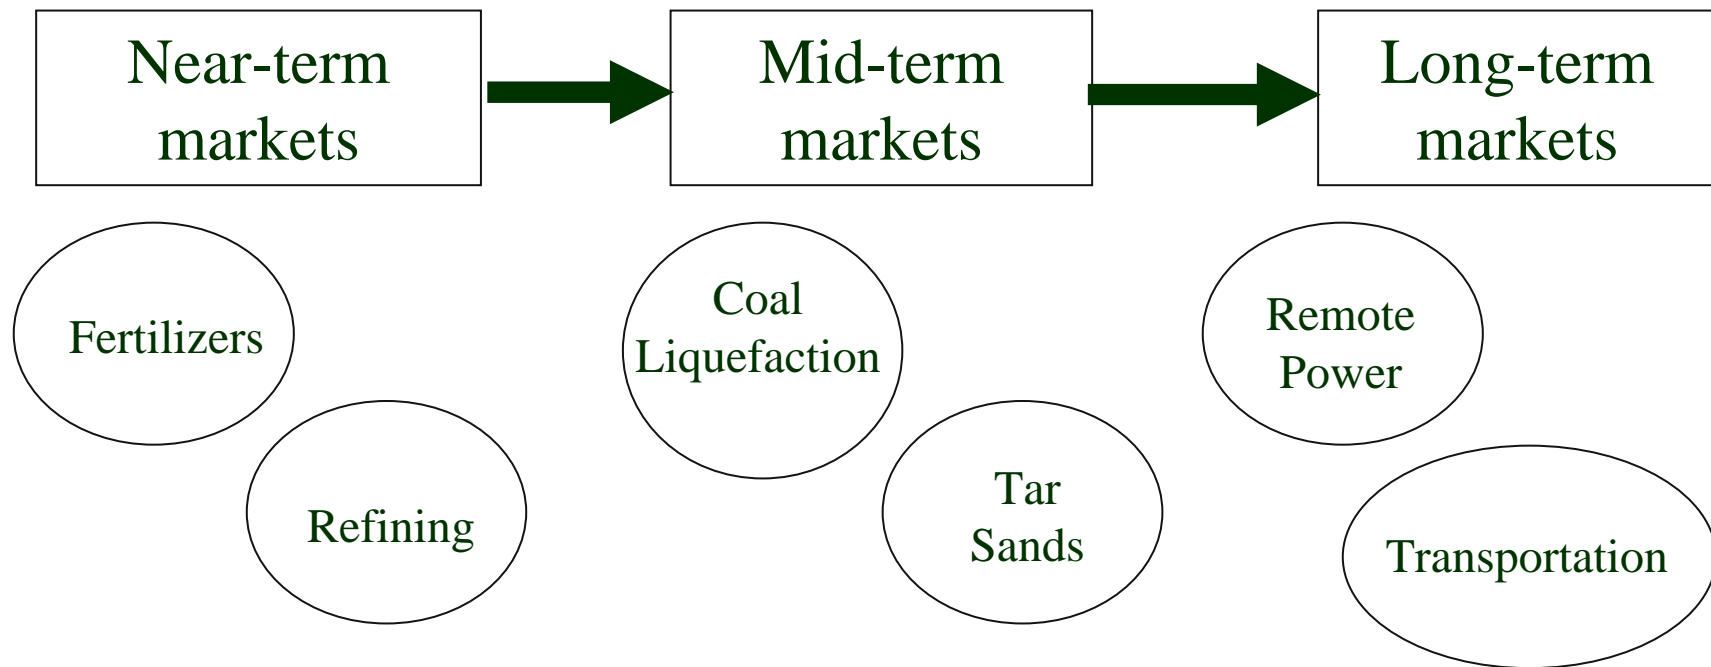 Near-term
markets
Mid-term
markets
Long-term
markets
Fertilizers
Refining
Coal
Liquefaction
Tar
Sands
Remote
Power
Transportation